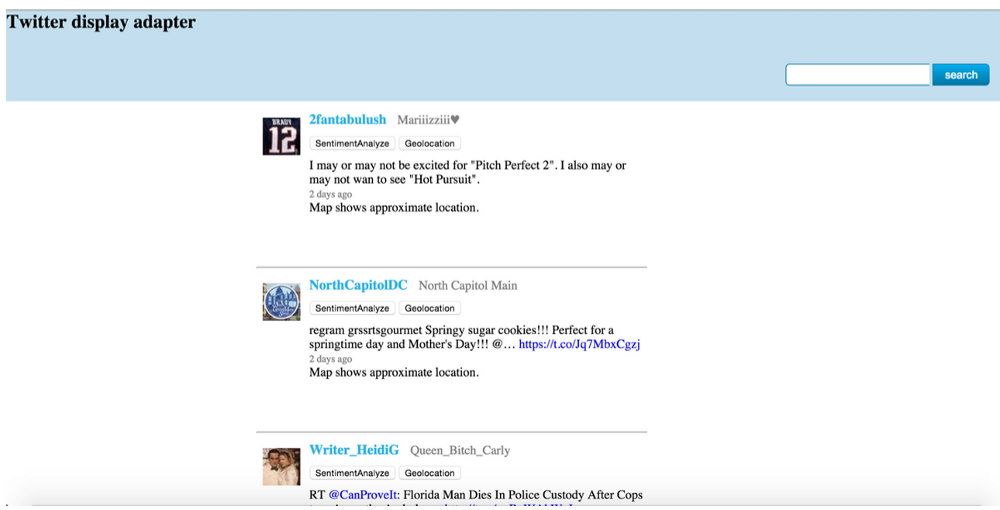 Twitter display adapter
search
BRADY
12
2fantabulush Mariiizziii♥
SentimentAnalyze Geolocation
I may or may not be excited for "Pitch Perfect 2". I also may or
may not wan to see "Hot Pursuit".
2 days ago
Map shows approximate location.
NorthCapitolDC North Capitol Main
SentimentAnalyze Geolocation
regram grssrtsgourmet Springy sugar cookies!!! Perfect for a
springtime day and Mother's Day!!! @… https://t.co/Jq7MbxCgzj
2 days ago
Map shows approximate location.
Writer_HeidiG Queen_Bitch_Carly
SentimentAnalyze Geolocation
RT @CanProveIt: Florida Man Dies In Police Custody After Cops